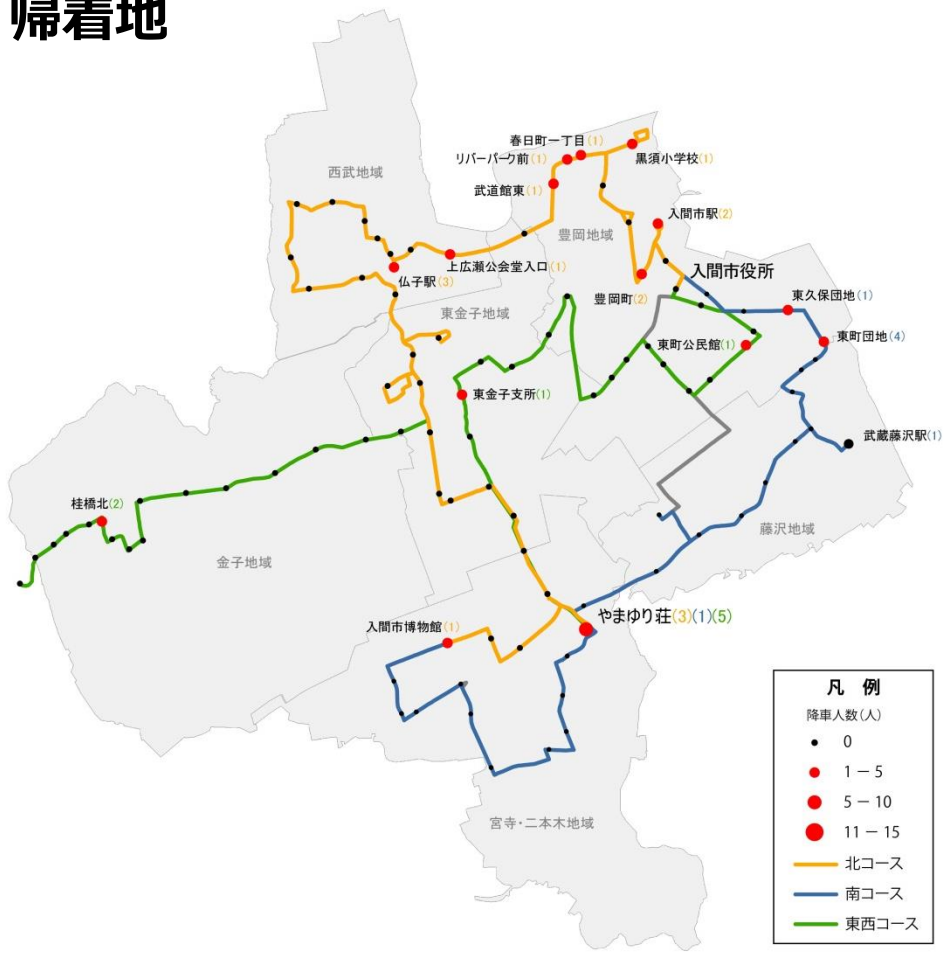 帰着地
春日町一丁目(1)
リバーパーク前(1)
黒須小学校(1)
西武地域
武道館東(1)
入間市駅(2)
豊岡地域
上広瀬公会堂入口(1)
入間市役所
仏子駅(3)
豊岡町(2)
東久保団地(1)
東金子地域
東町公民館(1)
東町団地(4)
東金子支所(1)
武蔵藤沢駅(1)
桂橋北(2)
藤沢地域
金子地域
やまゆり荘(3)(1)(5)
入間市博物館(1)
宮寺・二本木地域
凡 例
降車人数(人)
0
1 − 5
5 − 10
11 − 15
北コース
南コース
東西コース